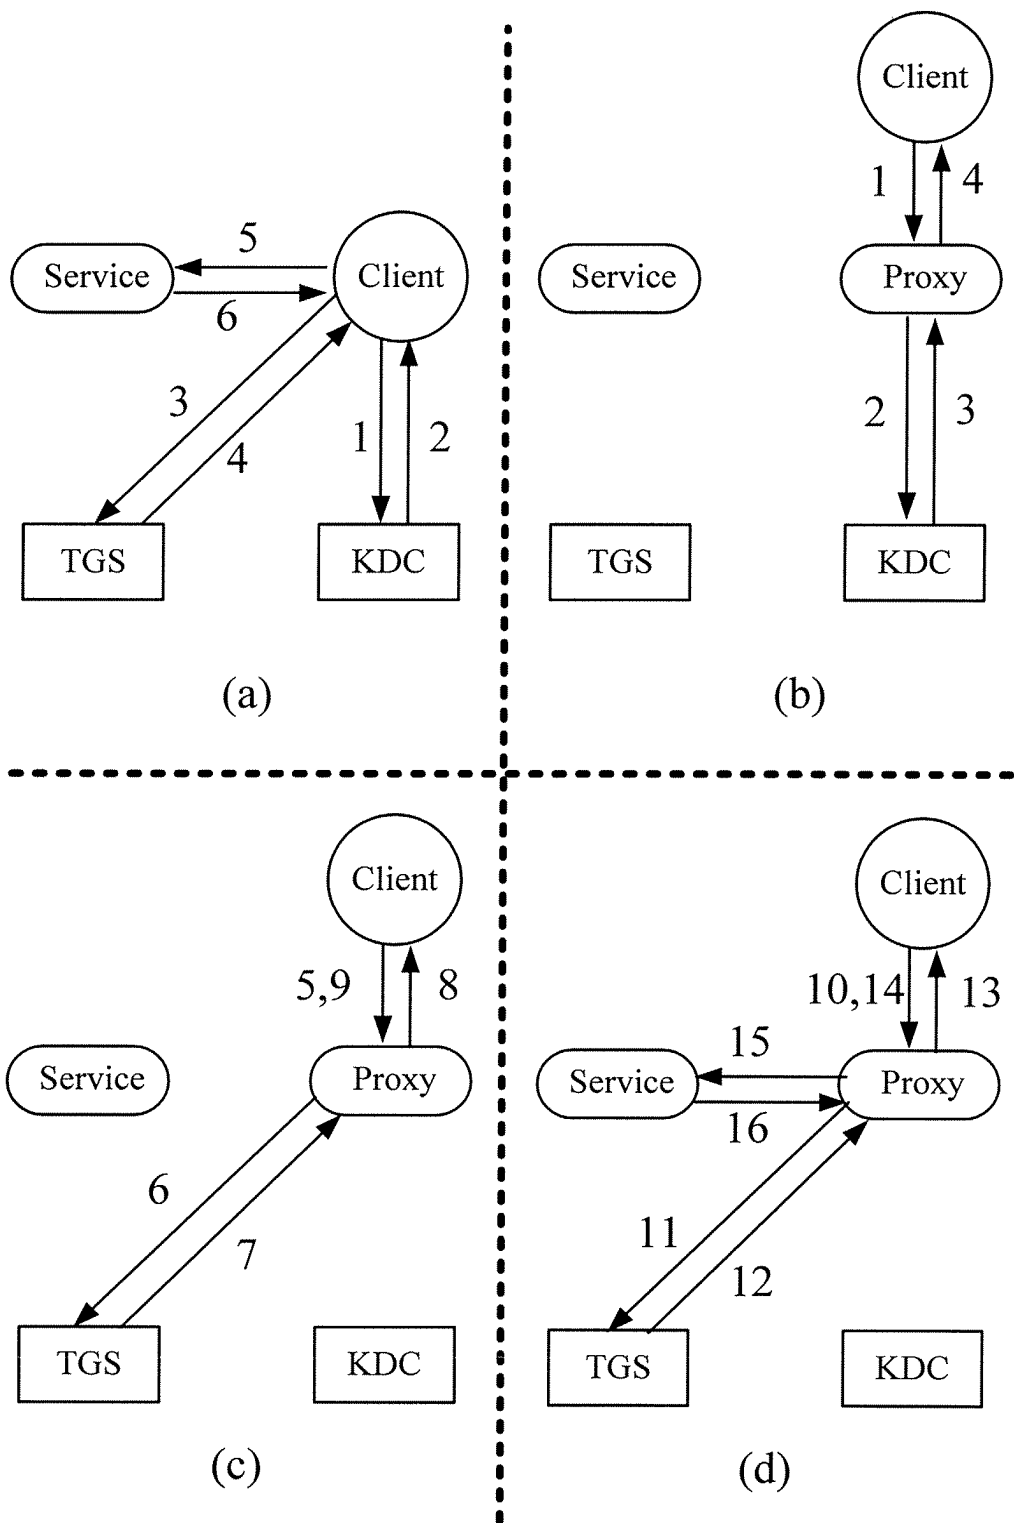 5
Service
Client
6
3
4
1
2
TGS
KDC
(a)
Client
1
4
Service
Proxy
2
3
TGS
KDC
(b)
Client
5,9
8
Service
Proxy
6
7
TGS
KDC
(c)
Client
10,14
13
15
Service
Proxy
16
11
12
TGS
KDC
(d)